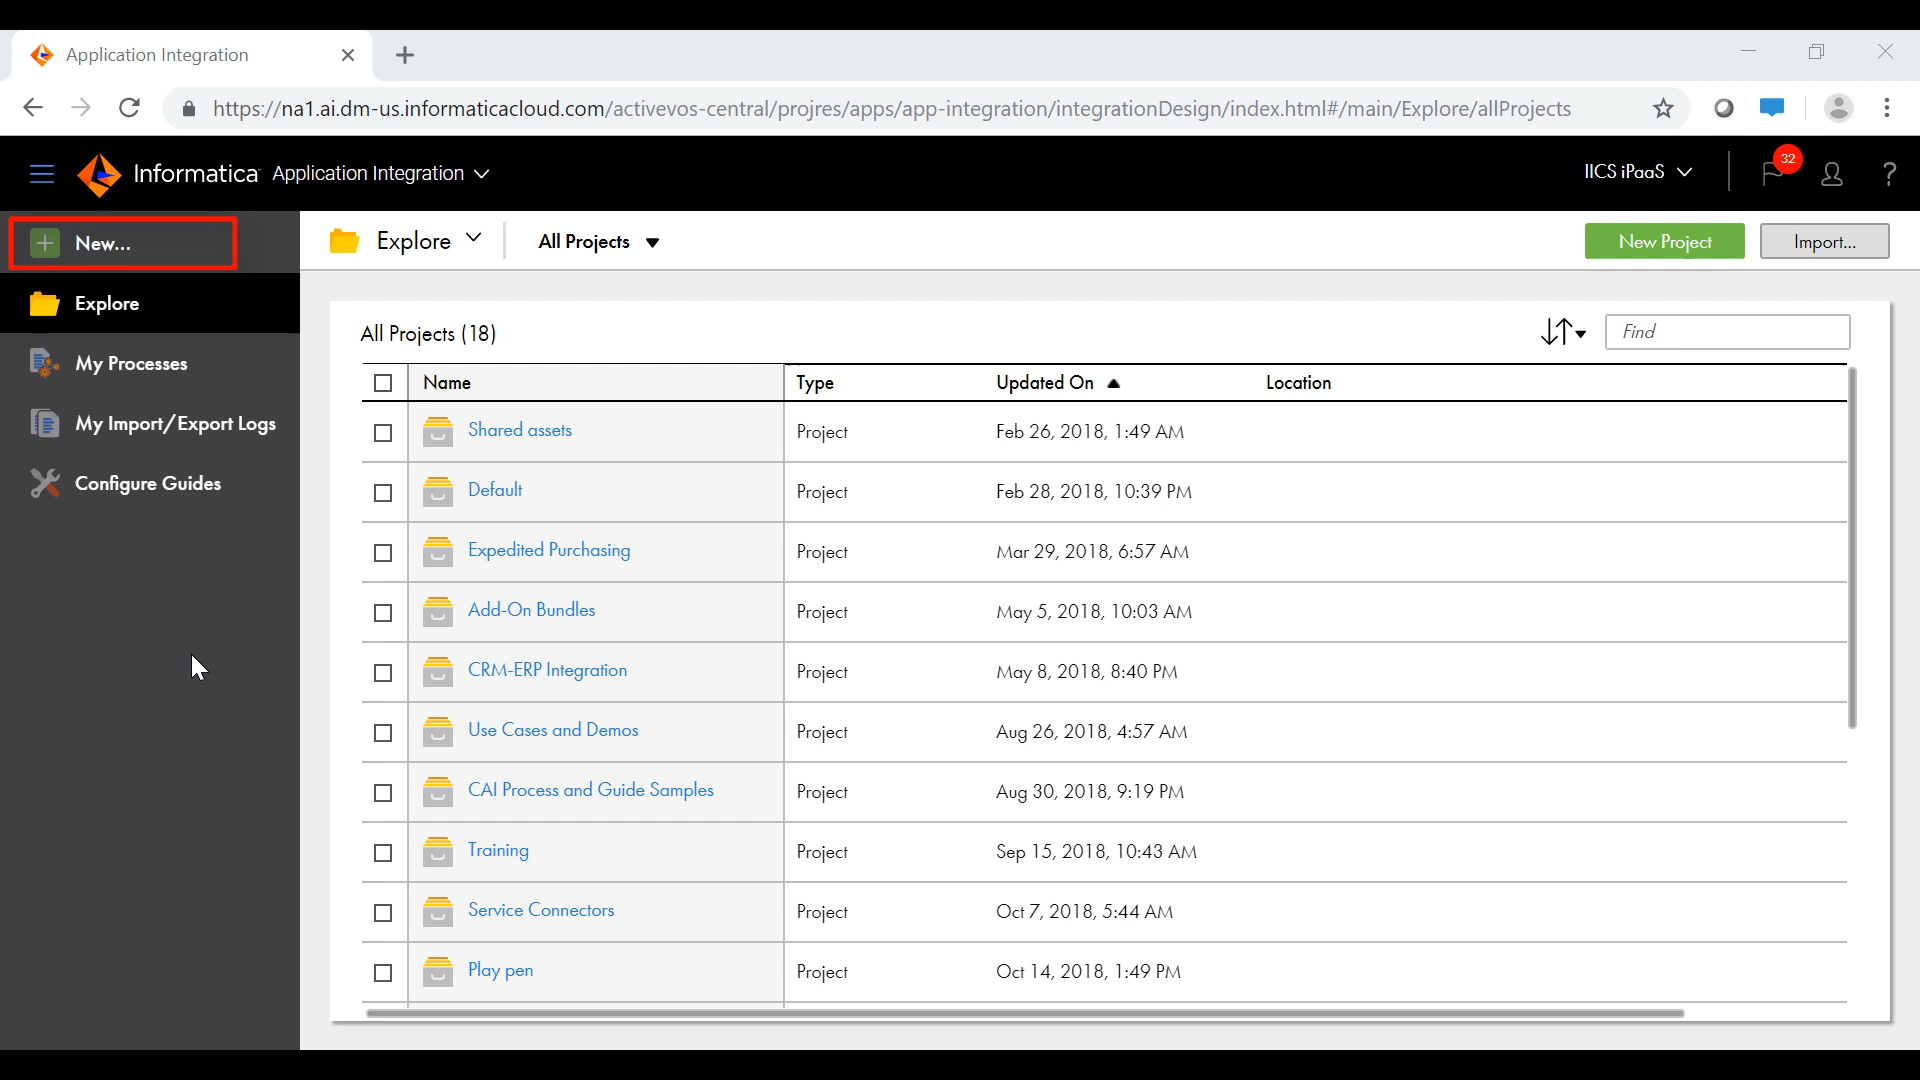 Application Integration
https://na1.ai.dm-us.informaticacloud.com/activevos-central/projres/apps/app-integration/integrationDesign/index.html#/main/Explore/allProjects
Informatica Application Integration
IICS iPaaS
32
?
New...
Explore
My Processes
My Import/Export Logs
Configure Guides
Explore
All Projects
New Project
Import...
All Projects (18)
Find
Name Type Updated On Location
Shared assets Project Feb 26, 2018, 1:49 AM
Default Project Feb 28, 2018, 10:39 PM
Expedited Purchasing Project Mar 29, 2018, 6:57 AM
Add-On Bundles Project May 5, 2018, 10:03 AM
CRM-ERP Integration Project May 8, 2018, 8:40 PM
Use Cases and Demos Project Aug 26, 2018, 4:57 AM
CAI Process and Guide Samples Project Aug 30, 2018, 9:19 PM
Training Project Sep 15, 2018, 10:43 AM
Service Connectors Project Oct 7, 2018, 5:44 AM
Play pen Project Oct 14, 2018, 1:49 PM